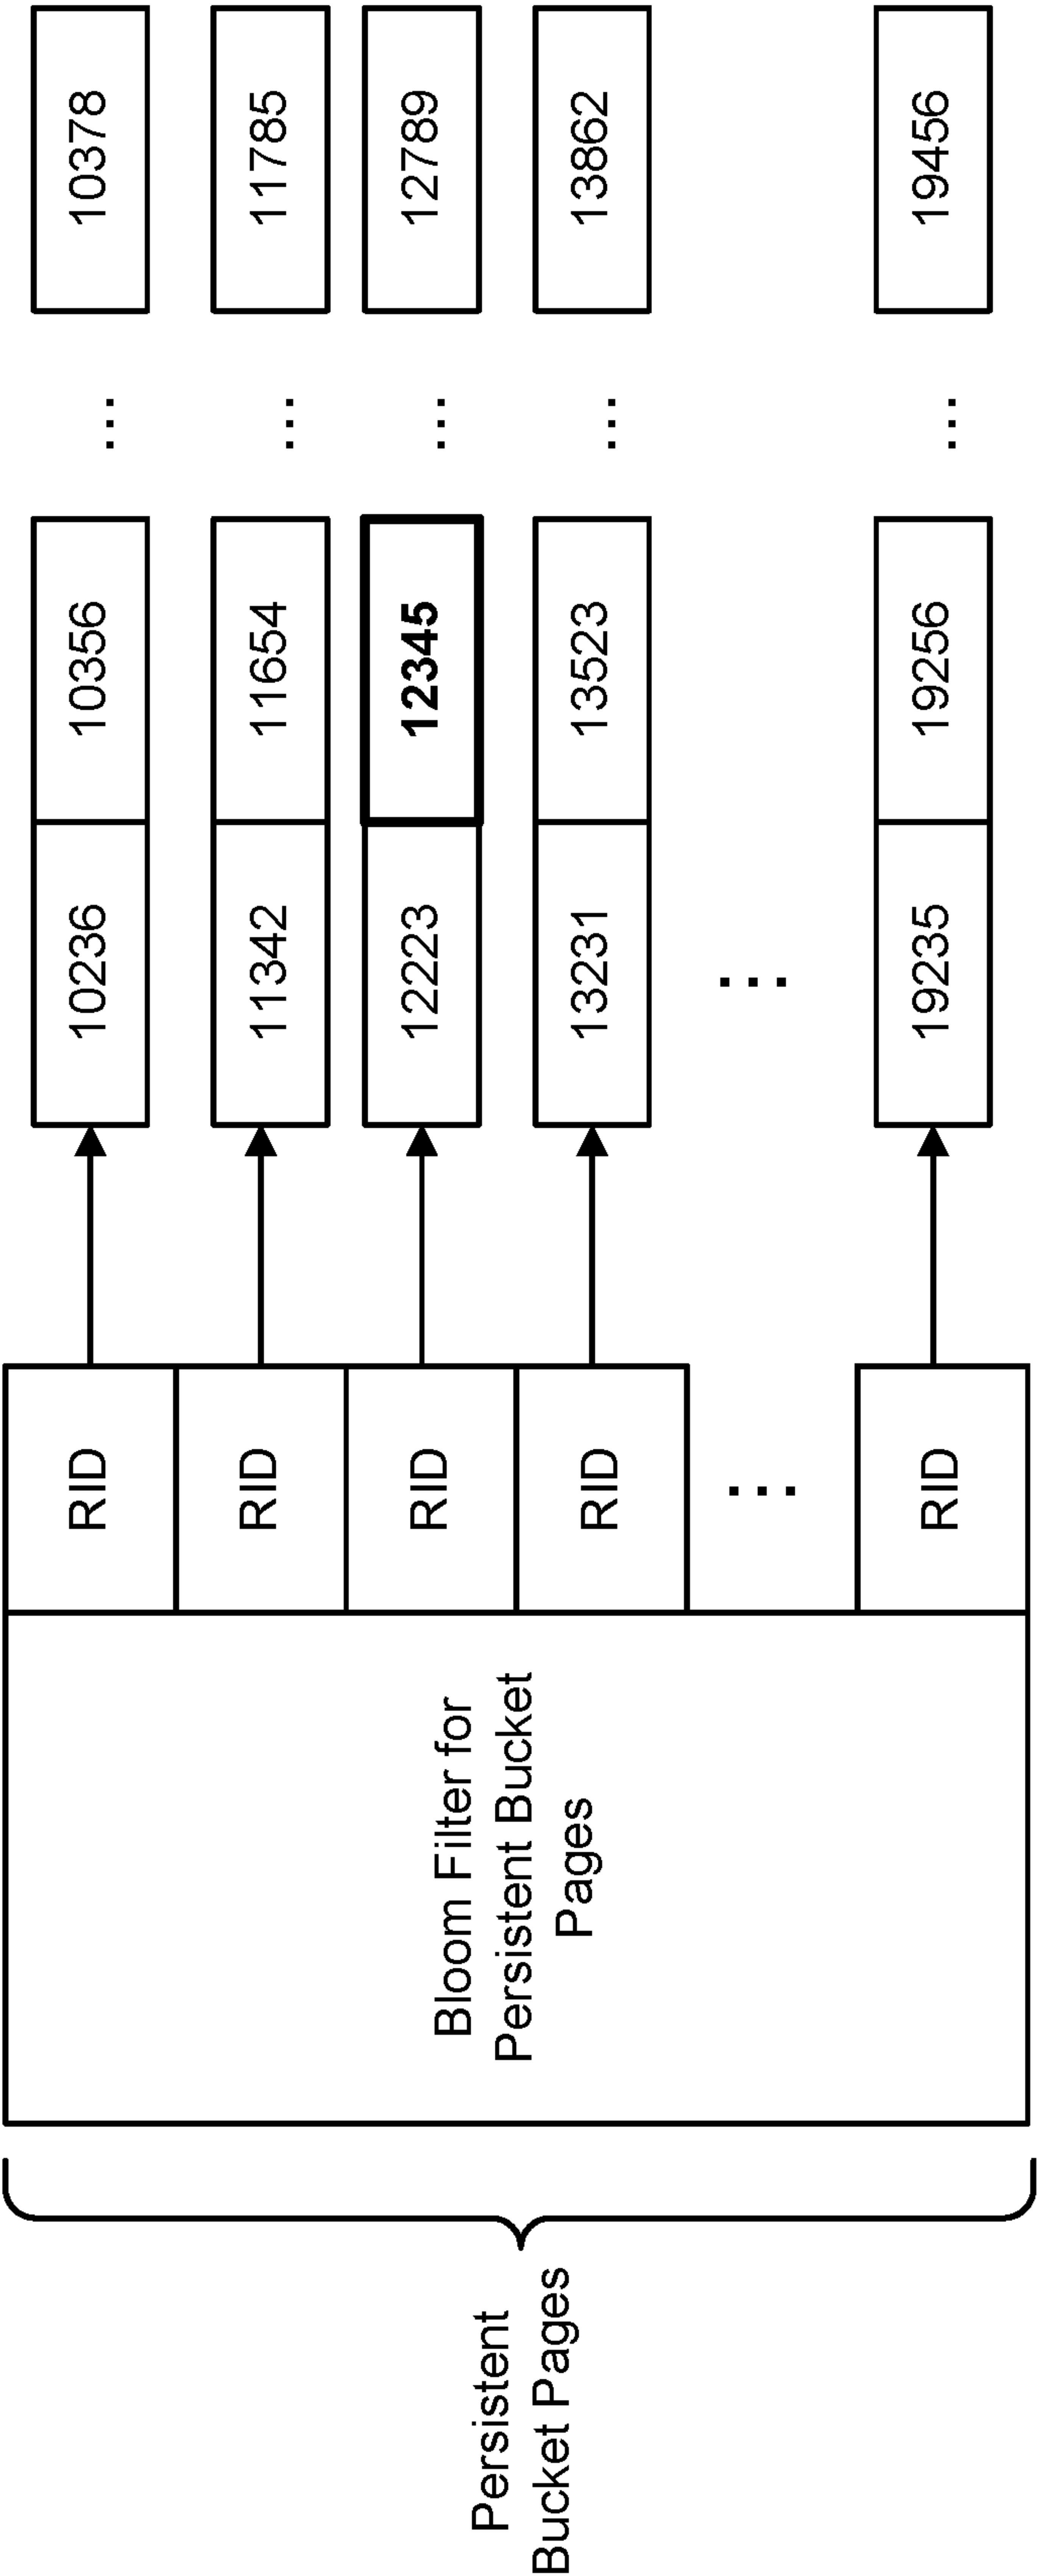 Persistent
Bucket Pages
Bloom Filter for
Persistent Bucket
Pages
RID
10236 10356 ... 10378
RID
11342 11654 ... 11785
RID
12223 12345 ... 12789
RID
13231 13523 ... 13862
... ...
RID
19235 19256 ... 19456